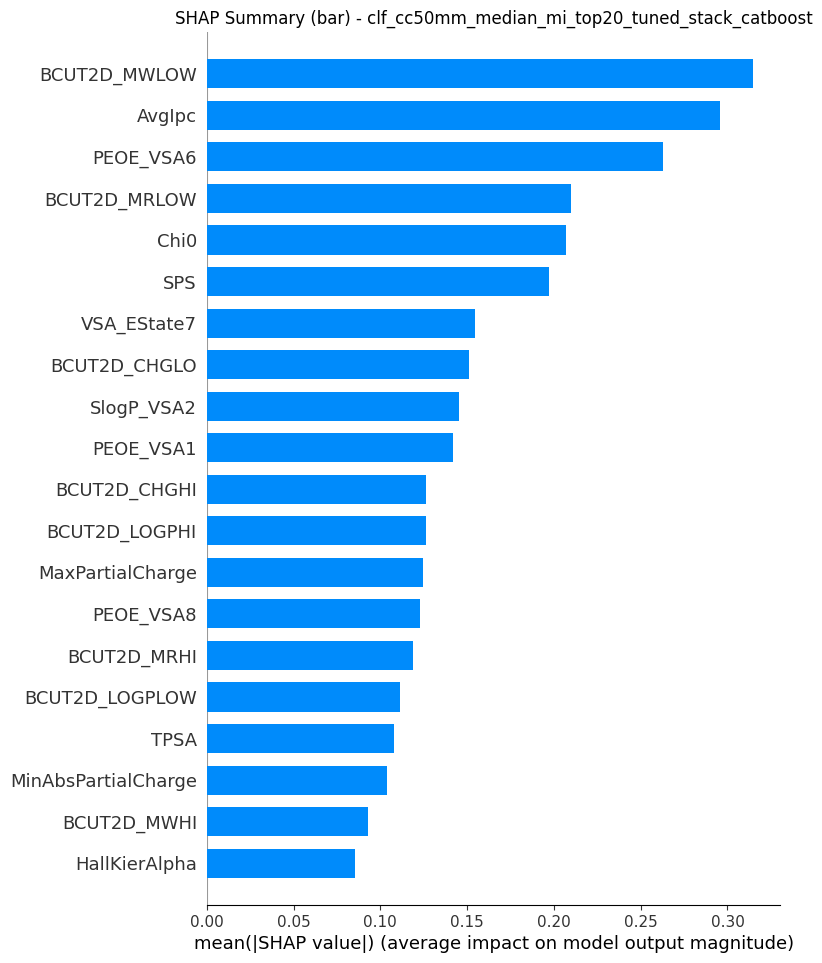 SHAP Summary (bar) - clf_cc50mm_median_mi_top20_tuned_stack_catboost
BCUT2D_MWLOW
AvgIpc
PEOE_VSA6
BCUT2D_MRLOW
Chi0
SPS
VSA_EState7
BCUT2D_CHGLO
SlogP_VSA2
PEOE_VSA1
BCUT2D_CHGHI
BCUT2D_LOGPHI
MaxPartialCharge
PEOE_VSA8
BCUT2D_MRHI
BCUT2D_LOGPLOW
TPSA
MinAbsPartialCharge
BCUT2D_MWHI
HallKierAlpha
0.00 0.05 0.10 0.15 0.20 0.25 0.30
mean(|SHAP value|) (average impact on model output magnitude)